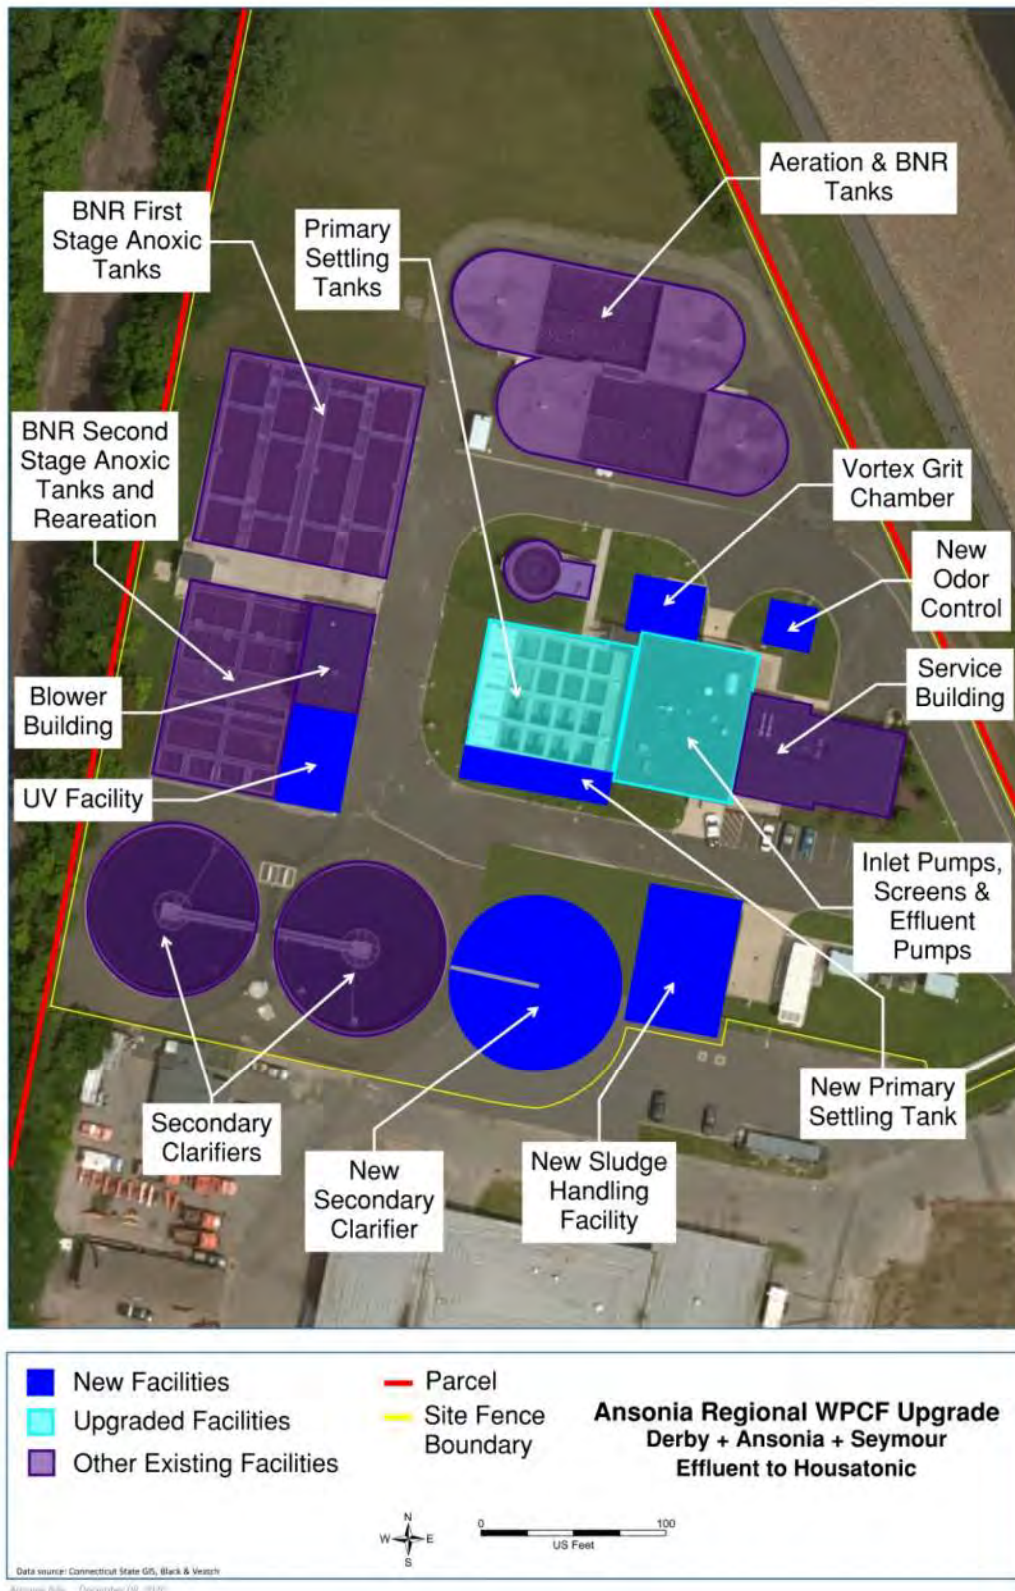 Aeration & BNR
Tanks
BNR First
Stage Anoxic
Tanks
Primary
Settling
Tanks
BNR Second
Stage Anoxic
Tanks and
Reareation
Vortex Grit
Chamber
New
Odor
Control
Blower
Building
Service
Building
UV Facility
Inlet Pumps,
Screens &
Effluent
Pumps
New Primary
Settling Tank
Secondary
Clarifiers
New
Secondary
Clarifier
New Sludge
Handling
Facility
New Facilities
Upgraded Facilities
Other Existing Facilities
Parcel
Site Fence
Boundary
Ansonia Regional WPCF Upgrade
Derby + Ansonia + Seymour
Effluent to Housatonic
N
W E
S
0 100
US Feet
Data source: Connecticut State GIS, Black & Veatch